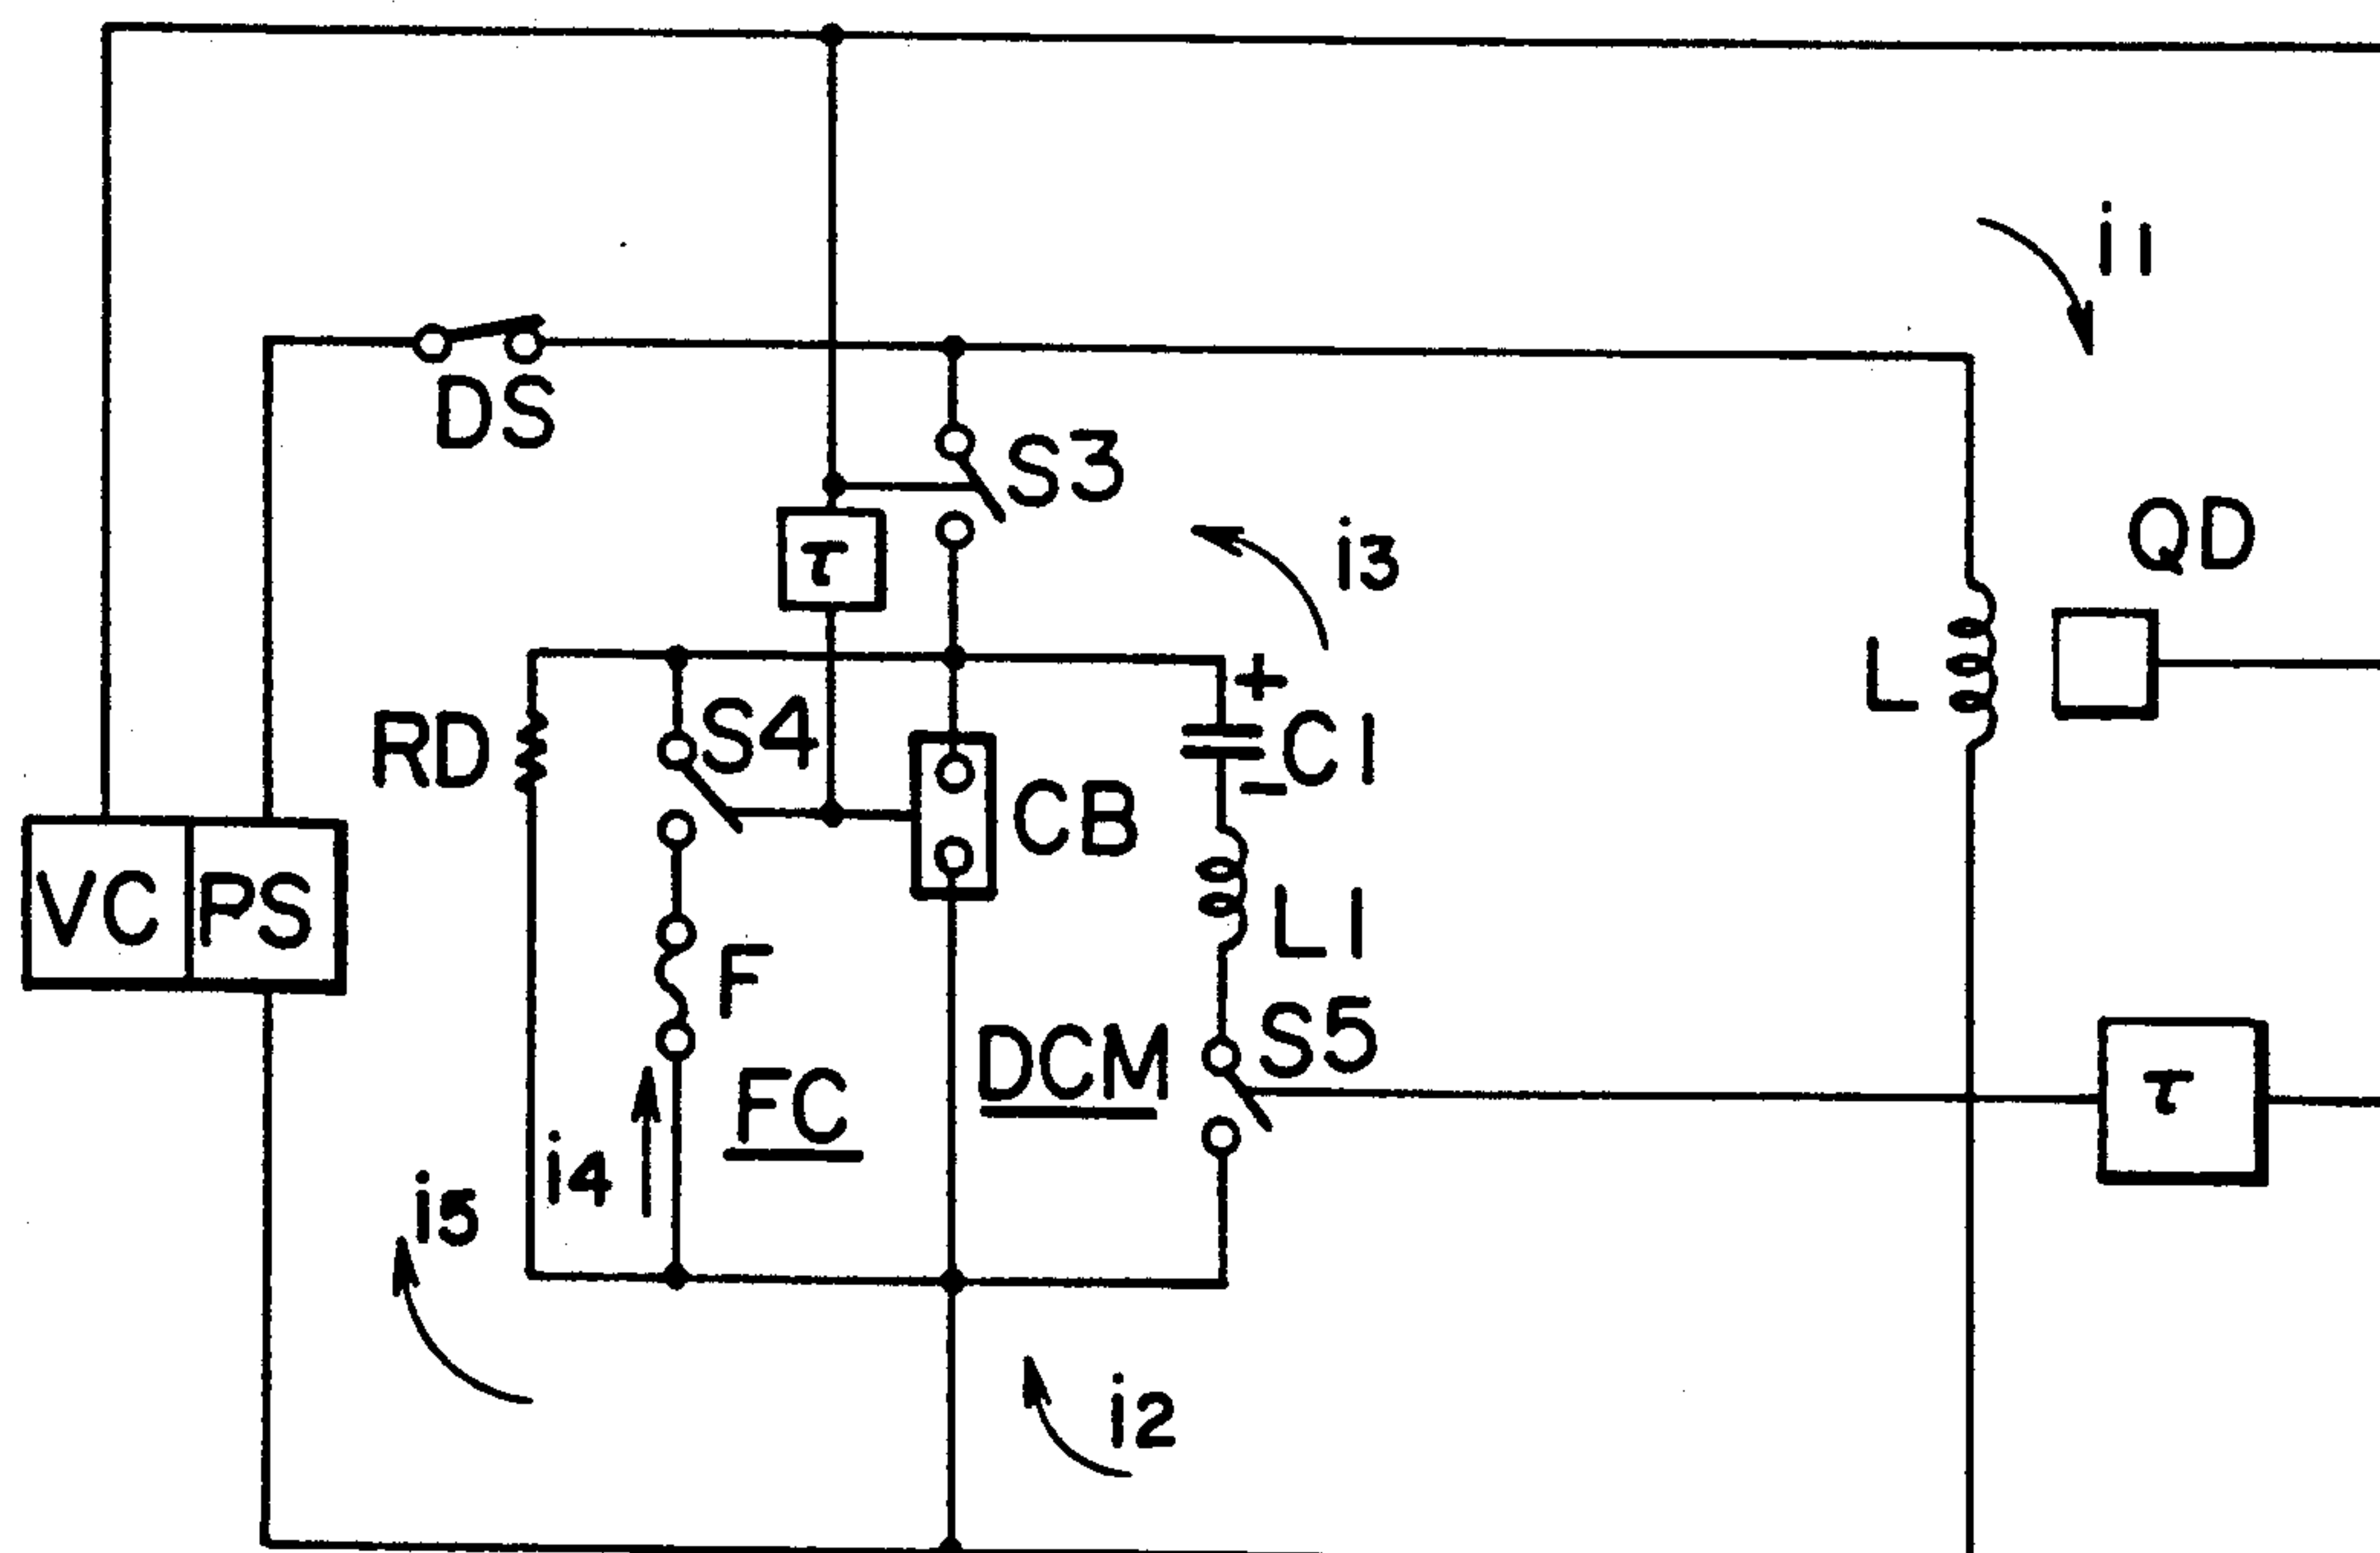 i1
DS
S3
QD
τ
i3
+
L
S4
RD
C1
-
CB
VC
PS
L1
F
S5
DCM
FC
τ
i4
i5
i2